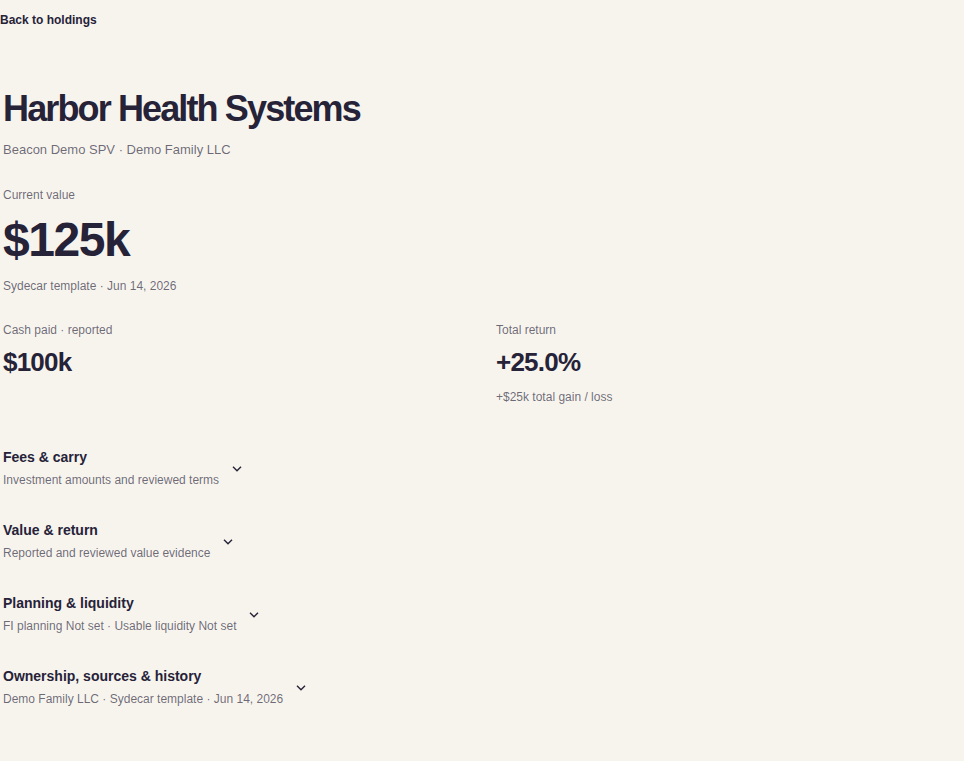 Back to holdings
Harbor Health Systems
Beacon Demo SPV · Demo Family LLC
Current value
$125k
Sydecar template · Jun 14, 2026
Cash paid · reported
$100k
Total return
+25.0%
+$25k total gain / loss
Fees & carry
Investment amounts and reviewed terms
Value & return
Reported and reviewed value evidence
Planning & liquidity
FI planning Not set · Usable liquidity Not set
Ownership, sources & history
Demo Family LLC · Sydecar template · Jun 14, 2026